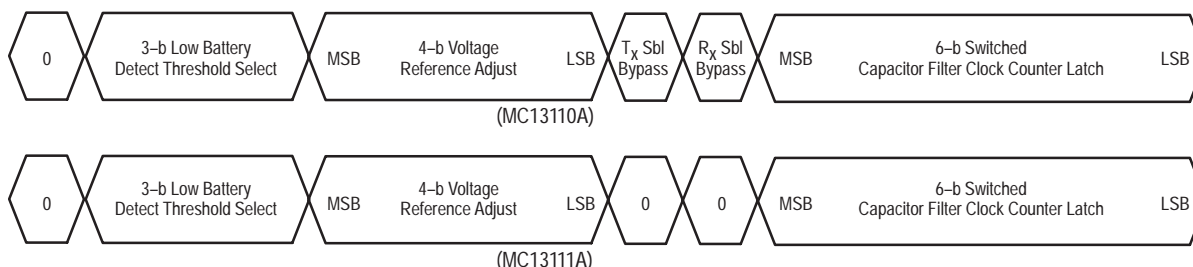 0
3–b Low Battery
Detect Threshold Select
MSB
4–b Voltage
Reference Adjust
LSB
Tx Sbl
Bypass
Rx Sbl
Bypass
MSB
6–b Switched
Capacitor Filter Clock Counter Latch
LSB
(MC13110A)
0
3–b Low Battery
Detect Threshold Select
MSB
4–b Voltage
Reference Adjust
LSB
0
0
MSB
6–b Switched
Capacitor Filter Clock Counter Latch
LSB
(MC13111A)